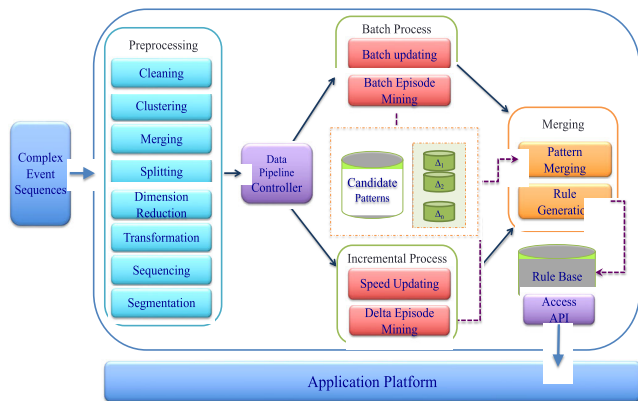 Complex
Event
Sequences
Preprocessing
Cleaning
Clustering
Merging
Splitting
Dimension
Reduction
Transformation
Sequencing
Segmentation
Data
Pipeline
Controller
Batch Process
Batch updating
Batch Episode
Mining
Candidate
Patterns
Δ1
Δ2
Δn
Incremental Process
Speed Updating
Delta Episode
Mining
Merging
Pattern
Merging
Rule
Generation
Rule Base
Access
API
Application Platform